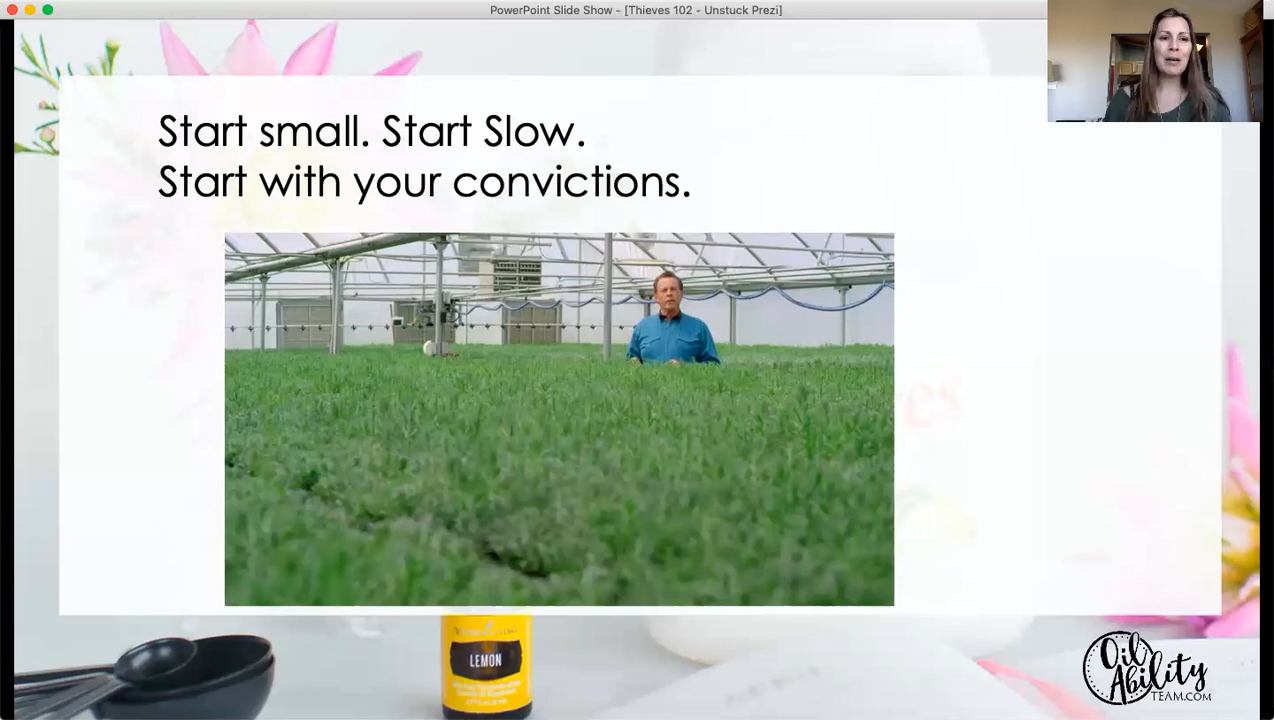 PowerPoint Slide Show - [Thieves 102 - Unstuck Prezi]
Start small. Start Slow.
Start with your convictions.
LEMON
Oil
Ability
TEAM.COM